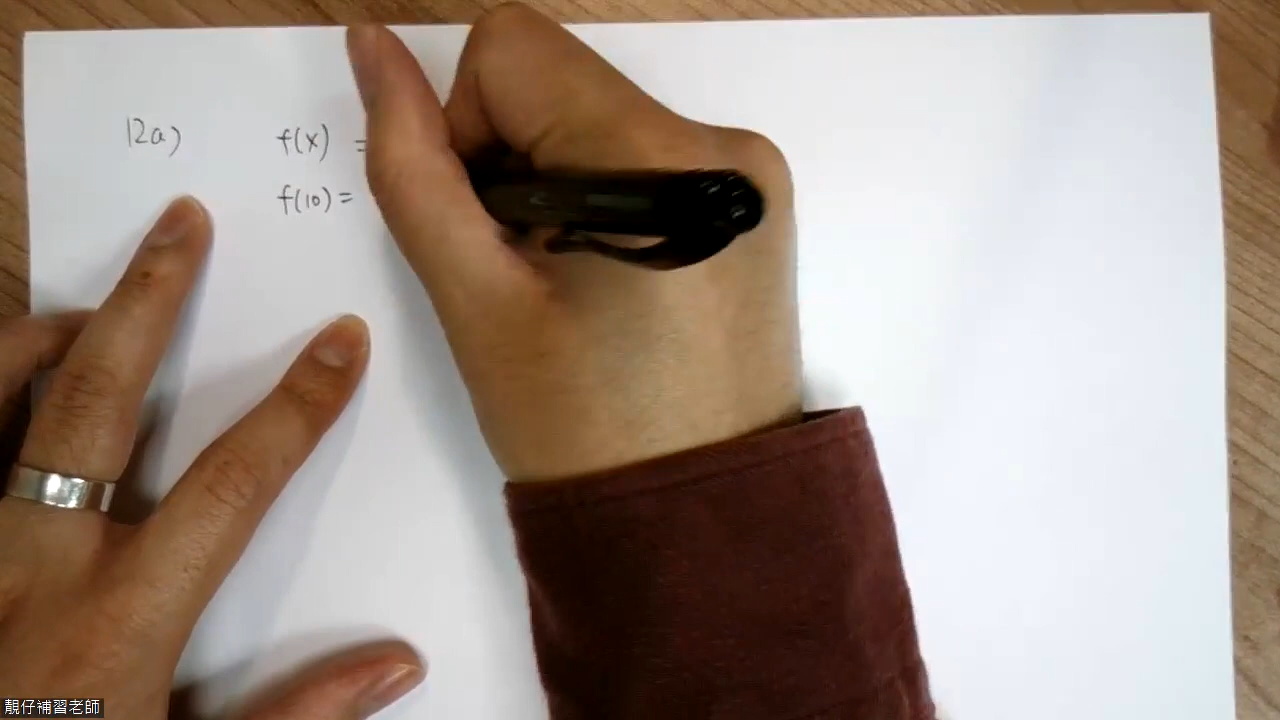 12a) f(x) =
f(10) =
靚仔補習老師